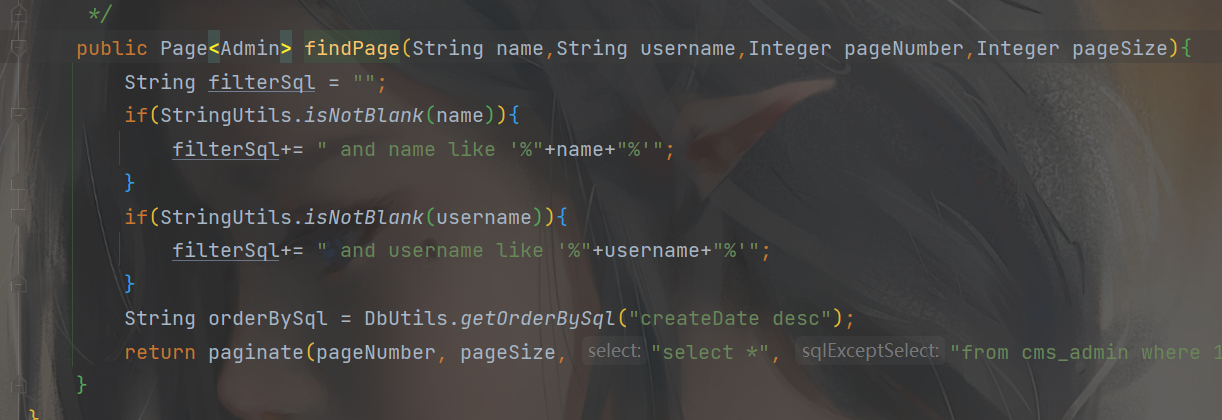 */
public Page<Admin> findPage(String name,String username,Integer pageNumber,Integer pageSize){
String filterSql = "";
if(StringUtils.isNotBlank(name)){
filterSql+= " and name like '%"+name+"%'";
}
if(StringUtils.isNotBlank(username)){
filterSql+= " and username like '%"+username+"%'";
}
String orderBySql = DbUtils.getOrderBySql("createDate desc");
return paginate(pageNumber, pageSize, select: "select *", sqlExceptSelect: "from cms_admin where 1
}
}